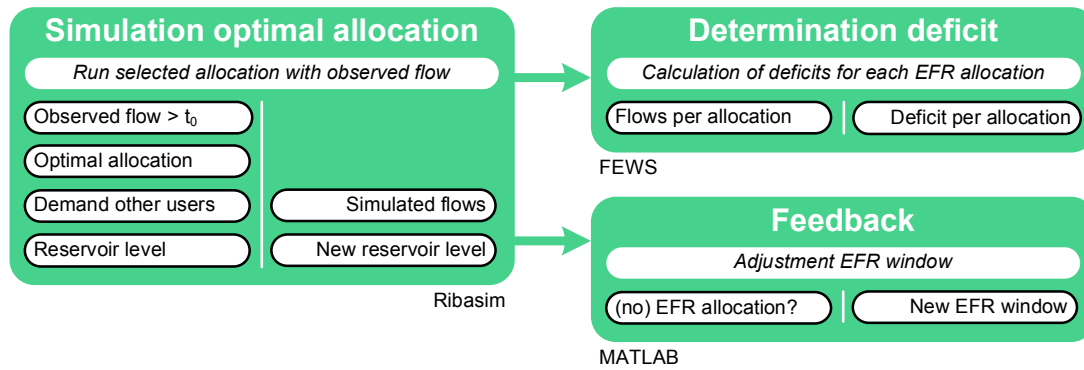 Simulation optimal allocation
Run selected allocation with observed flow
Observed flow > t₀
Optimal allocation
Demand other users
Simulated flows
Reservoir level
New reservoir level
Ribasim
Determination deficit
Calculation of deficits for each EFR allocation
Flows per allocation
Deficit per allocation
FEWS
Feedback
Adjustment EFR window
(no) EFR allocation?
New EFR window
MATLAB